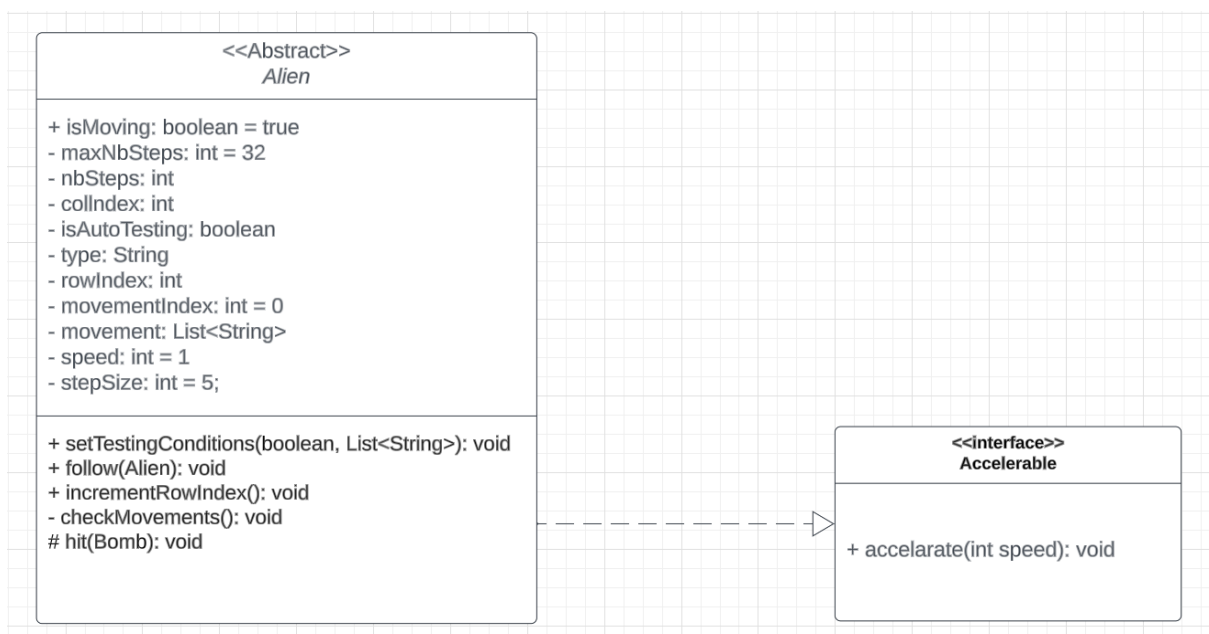 <<Abstract>>
Alien
+ isMoving: boolean = true
- maxNbSteps: int = 32
- nbSteps: int
- colIndex: int
- isAutoTesting: boolean
- type: String
- rowIndex: int
- movementIndex: int = 0
- movement: List<String>
- speed: int = 1
- stepSize: int = 5;
+ setTestingConditions(boolean, List<String>): void
+ follow(Alien): void
+ incrementRowIndex(): void
- checkMovements(): void
# hit(Bomb): void
<<interface>>
Accelerable
+ accelarate(int speed): void